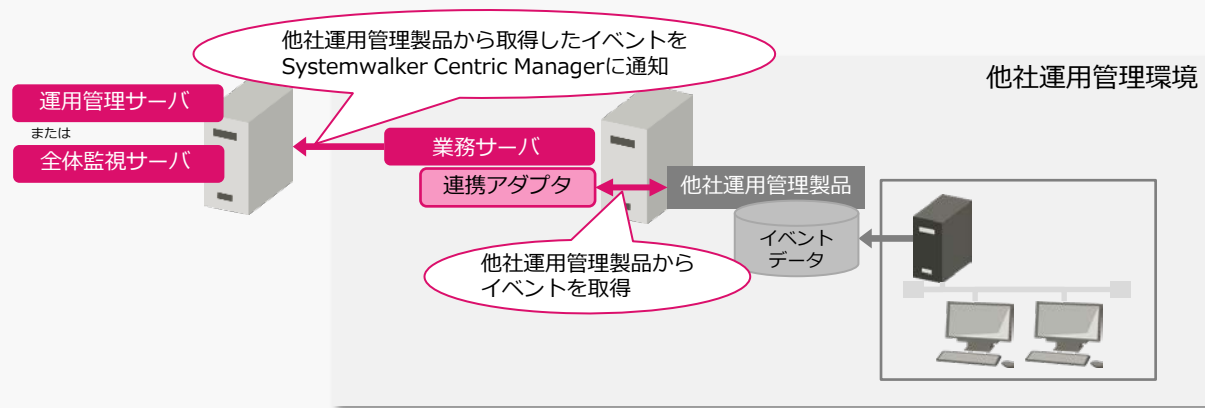 他社運用管理製品から取得したイベントを
Systemwalker Centric Managerに通知
他社運用管理環境
運用管理サーバ
または
全体監視サーバ
業務サーバ
連携アダプタ
他社運用管理製品
イベント
データ
他社運用管理製品から
イベントを取得